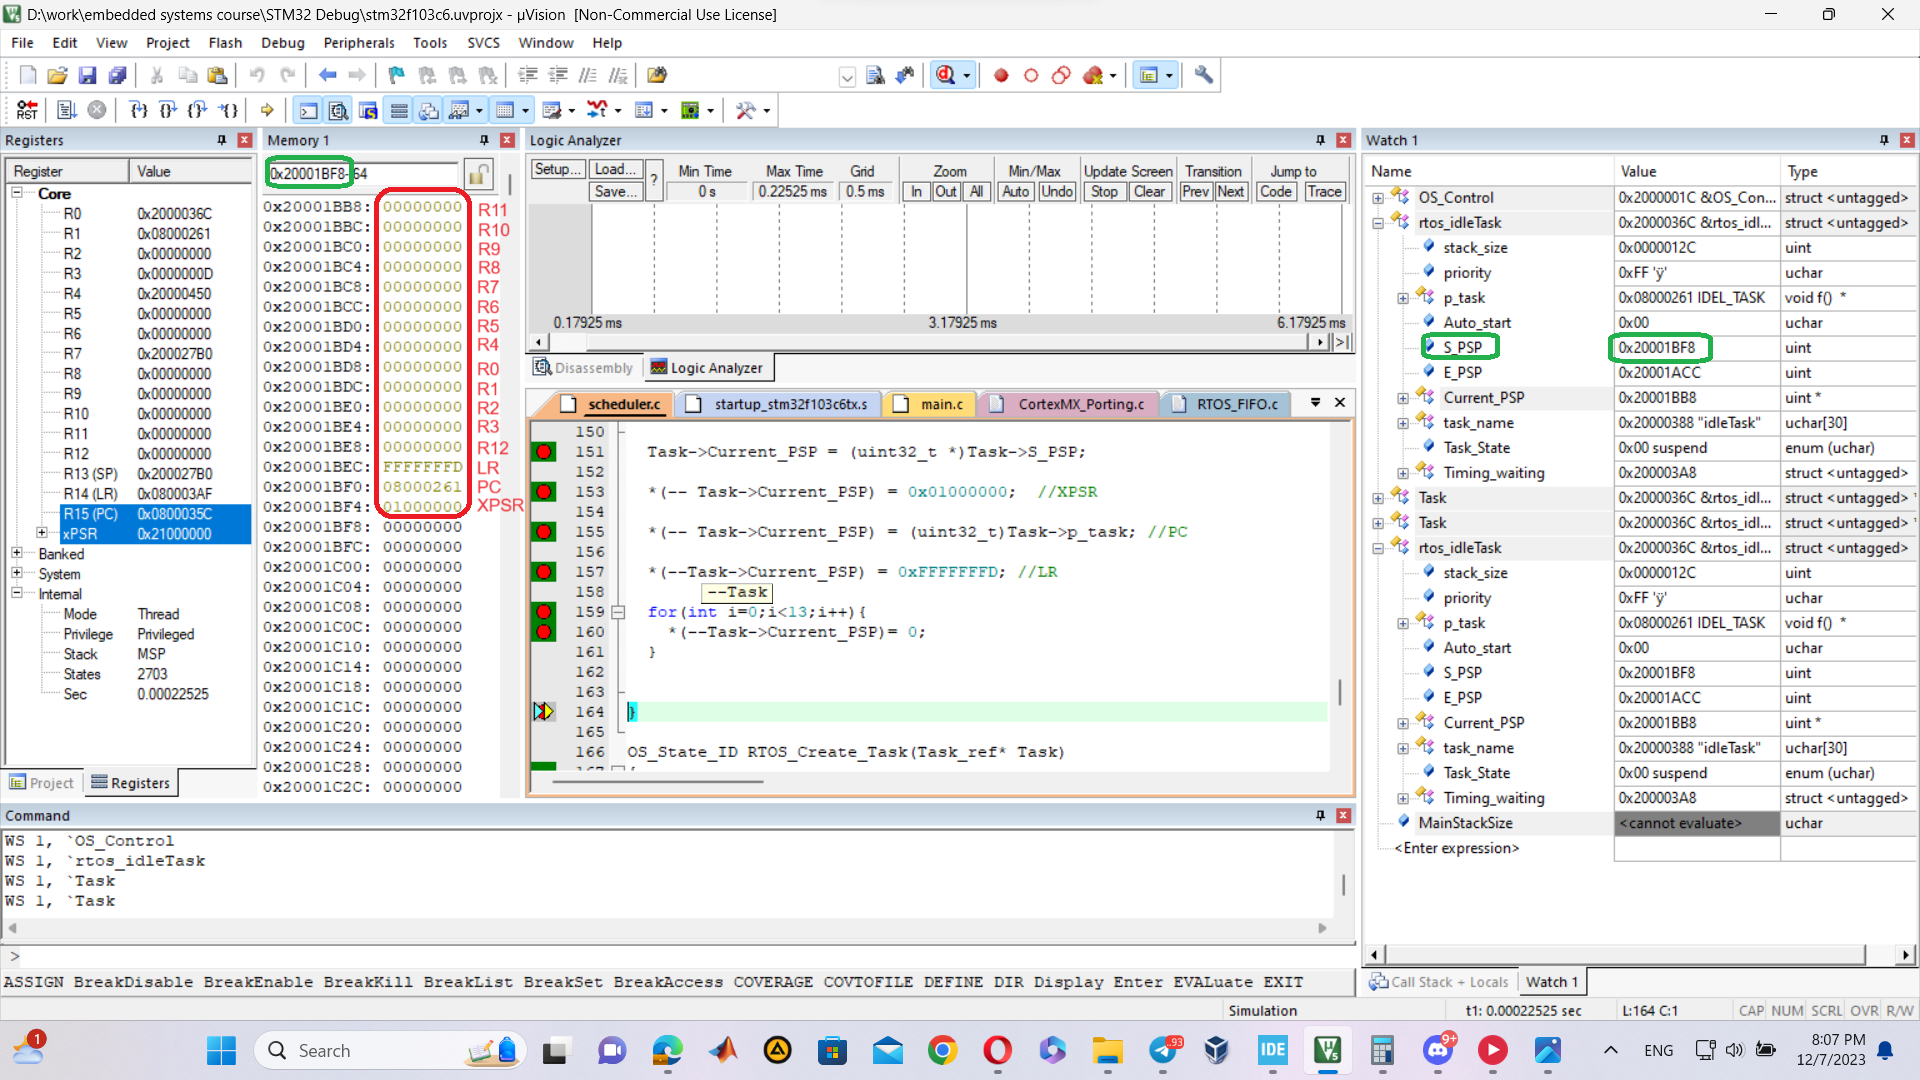 D:\work\embedded systems course\STM32 Debug\stm32f103c6.uvprojx - µVision  [Non-Commercial Use License]
File Edit View Project Flash Debug Peripherals Tools SVCS Window Help
Registers
Register Value
Core
R0 0x2000036C
R1 0x08000261
R2 0x00000000
R3 0x0000000D
R4 0x20000450
R5 0x00000000
R6 0x00000000
R7 0x200027B0
R8 0x00000000
R9 0x00000000
R10 0x00000000
R11 0x00000000
R12 0x00000000
R13 (SP) 0x200027B0
R14 (LR) 0x080003AF
R15 (PC) 0x0800035C
xPSR 0x21000000
Banked
System
Internal
Mode Thread
Privilege Privileged
Stack MSP
States 2703
Sec 0.00022525
Project Registers
Memory 1
0x20001BF8-64
0x20001BB8: 00000000 R11
0x20001BBC: 00000000 R10
0x20001BC0: 00000000 R9
0x20001BC4: 00000000 R8
0x20001BC8: 00000000 R7
0x20001BCC: 00000000 R6
0x20001BD0: 00000000 R5
0x20001BD4: 00000000 R4
0x20001BD8: 00000000 R0
0x20001BDC: 00000000 R1
0x20001BE0: 00000000 R2
0x20001BE4: 00000000 R3
0x20001BE8: 00000000 R12
0x20001BEC: FFFFFFFD LR
0x20001BF0: 08000261 PC
0x20001BF4: 01000000 XPSR
0x20001BF8: 00000000
0x20001BFC: 00000000
0x20001C00: 00000000
0x20001C04: 00000000
0x20001C08: 00000000
0x20001C0C: 00000000
0x20001C10: 00000000
0x20001C14: 00000000
0x20001C18: 00000000
0x20001C1C: 00000000
0x20001C20: 00000000
0x20001C24: 00000000
0x20001C28: 00000000
0x20001C2C: 00000000
Logic Analyzer
Setup... Load... Save... ? Min Time Max Time Grid Zoom Min/Max Update Screen Transition Jump to
0 s 0.22525 ms 0.5 ms In Out All Auto Undo Stop Clear Prev Next Code Trace
0.17925 ms 3.17925 ms 6.17925 ms
Disassembly Logic Analyzer
scheduler.c startup_stm32f103c6tx.s main.c CortexMX_Porting.c RTOS_FIFO.c
150
151 Task->Current_PSP = (uint32_t *)Task->S_PSP;
152
153 *(-- Task->Current_PSP) = 0x01000000;  //XPSR
154
155 *(-- Task->Current_PSP) = (uint32_t)Task->p_task; //PC
156
157 *(--Task->Current_PSP) = 0xFFFFFFFD; //LR
158 --Task
159 for(int i=0;i<13;i++){
160 *(--Task->Current_PSP)= 0;
161 }
162
163
164 }
165
166 OS_State_ID RTOS_Create_Task(Task_ref* Task)
Watch 1
Name Value Type
OS_Control 0x2000001C &OS_Con... struct <untagged>
rtos_idleTask 0x2000036C &rtos_idl... struct <untagged>
stack_size 0x0000012C uint
priority 0xFF 'ÿ' uchar
p_task 0x08000261 IDEL_TASK void f() *
Auto_start 0x00 uchar
S_PSP 0x20001BF8 uint
E_PSP 0x20001ACC uint
Current_PSP 0x20001BB8 uint *
task_name 0x20000388 "idleTask" uchar[30]
Task_State 0x00 suspend enum (uchar)
Timing_waiting 0x200003A8 struct <untagged>
Task 0x2000036C &rtos_idl... struct <untagged>
Task 0x2000036C &rtos_idl... struct <untagged>
rtos_idleTask 0x2000036C &rtos_idl... struct <untagged>
stack_size 0x0000012C uint
priority 0xFF 'ÿ' uchar
p_task 0x08000261 IDEL_TASK void f() *
Auto_start 0x00 uchar
S_PSP 0x20001BF8 uint
E_PSP 0x20001ACC uint
Current_PSP 0x20001BB8 uint *
task_name 0x20000388 "idleTask" uchar[30]
Task_State 0x00 suspend enum (uchar)
Timing_waiting 0x200003A8 struct <untagged>
MainStackSize <cannot evaluate> uchar
<Enter expression>
Call Stack + Locals Watch 1
Command
WS 1, `OS_Control
WS 1, `rtos_idleTask
WS 1, `Task
WS 1, `Task
>
ASSIGN BreakDisable BreakEnable BreakKill BreakList BreakSet BreakAccess COVERAGE COVTOFILE DEFINE DIR Display Enter EVALuate EXIT
Simulation t1: 0.00022525 sec L:164 C:1 CAP NUM SCRL OVR R/W
1 Search .93 IDE 9+ ENG 8:07 PM
12/7/2023